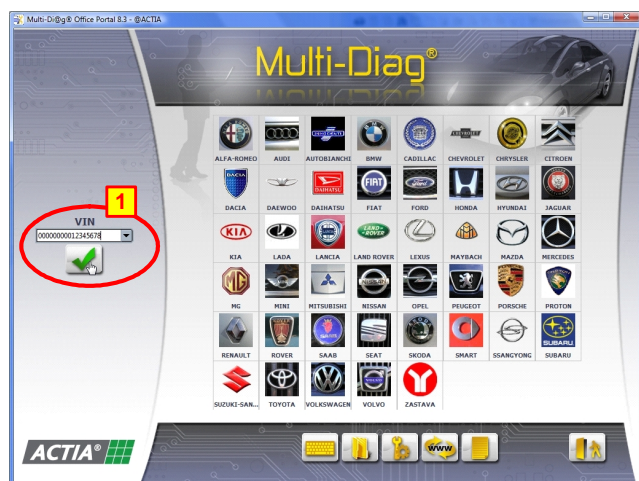 Multi-Di@g® Office Portal 8.3 - @ACTIA
Multi-Diag®
ALFA-ROMEO AUDI AUTOBIANCHI BMW CADILLAC CHEVROLET CHRYSLER CITROEN
DACIA DAEWOO DAIHATSU FIAT FORD HONDA HYUNDAI JAGUAR
1
VIN
00000000012345678
KIA LADA LANCIA LAND ROVER LEXUS MAYBACH MAZDA MERCEDES
MG MINI MITSUBISHI NISSAN OPEL PEUGEOT PORSCHE PROTON
RENAULT ROVER SAAB SEAT SKODA SMART SSANGYONG SUBARU
SUZUKI-SAN... TOYOTA VOLKSWAGEN VOLVO ZASTAVA
ACTIA®
www